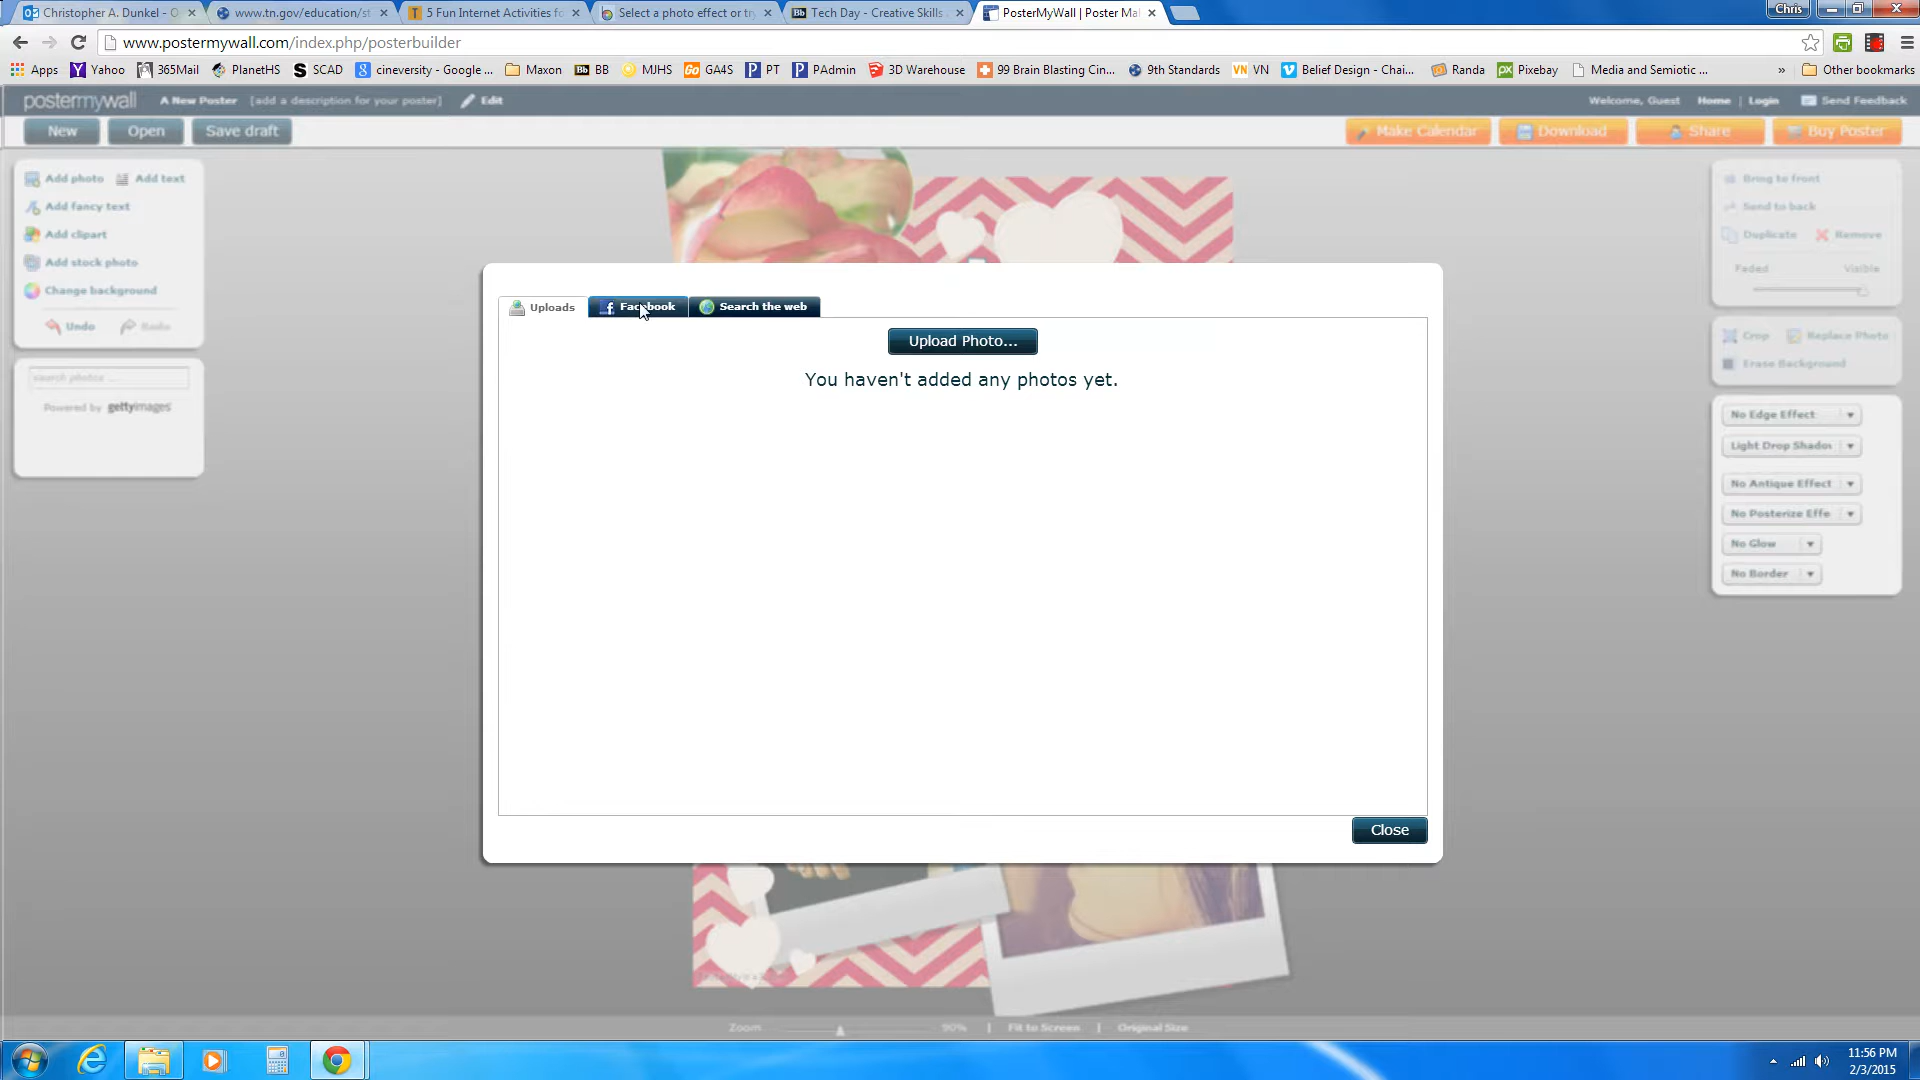 Christopher A. Dunkel - O
www.tn.gov/education/st
5 Fun Internet Activities fo
Select a photo effect or try
Tech Day - Creative Skills
PosterMyWall | Poster Ma
Chris
www.postermywall.com/index.php/posterbuilder
Apps
Yahoo
365Mail
PlanetHS
SCAD
cineversity - Google ...
Maxon
BB
MJHS
GA4S
PT
PAdmin
3D Warehouse
99 Brain Blasting Cin...
9th Standards
VN
Belief Design - Chai...
Randa
Pixebay
Media and Semiotic ...
»
Other bookmarks
postermywall
A New Poster
[add a description for your poster]
Edit
Welcome, Guest
Home | Login
Send Feedback
New
Open
Save draft
Make Calendar
Download
Share
Buy Poster
Add photo
Add text
Add fancy text
Add clipart
Add stock photo
Change background
Undo
Redo
search photos ...
Powered by gettyimages
Uploads
Facebook
Search the web
Upload Photo...
You haven't added any photos yet.
Close
Bring to front
Send to back
Duplicate
Remove
Faded
Visible
Crop
Replace Photo
Erase Background
No Edge Effect
Light Drop Shadov
No Antique Effect
No Posterize Effe
No Glow
No Border
Zoom
90%
|
Fit to Screen
|
Original Size
11:56 PM
2/3/2015